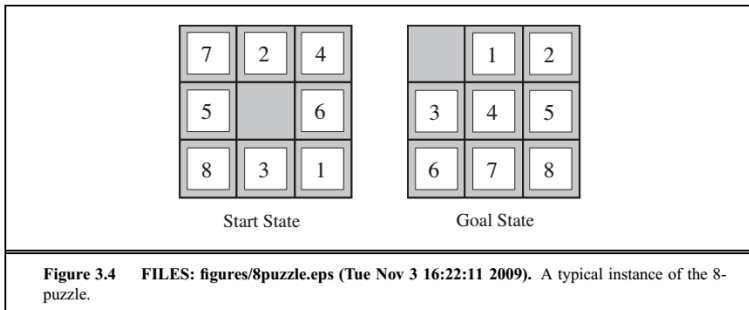 7 2 4
1 2
5 6
3 4 5
8 3 1
6 7 8
Start State
Goal State
Figure 3.4 FILES: figures/8puzzle.eps (Tue Nov 3 16:22:11 2009). A typical instance of the 8-
puzzle.